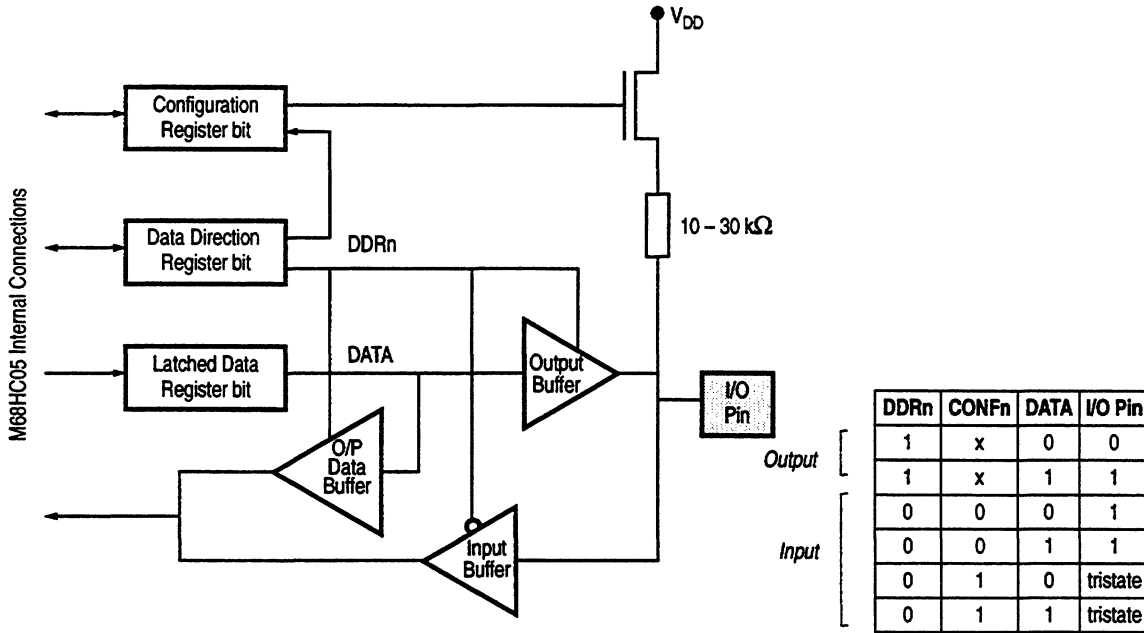 V_DD
Configuration
Register bit
10 – 30 kΩ
M68HC05 Internal Connections
Data Direction
Register bit
DDRn
Latched Data
Register bit
DATA
Output
Buffer
I/O
Pin
O/P
Data
Buffer
Input
Buffer
DDRn CONFn DATA I/O Pin
Output
1 x 0 0
1 x 1 1
Input
0 0 0 1
0 0 1 1
0 1 0 tristate
0 1 1 tristate